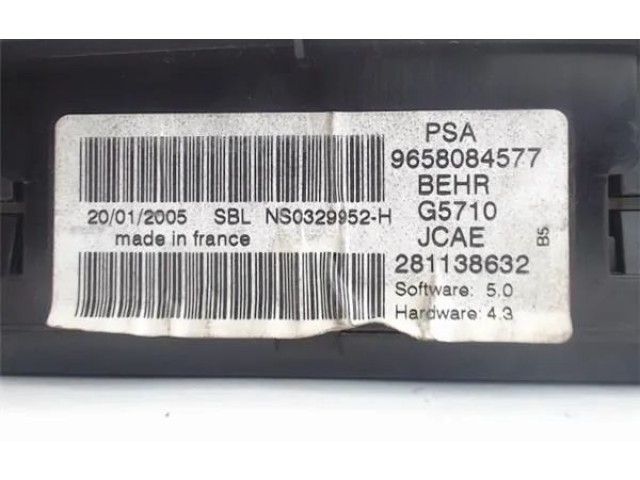 PSA
9658084577
BEHR
20/01/2005 SBL NS0329952-H
G5710
made in france
JCAE
B5
281138632
Software: 5.0
Hardware: 4.3